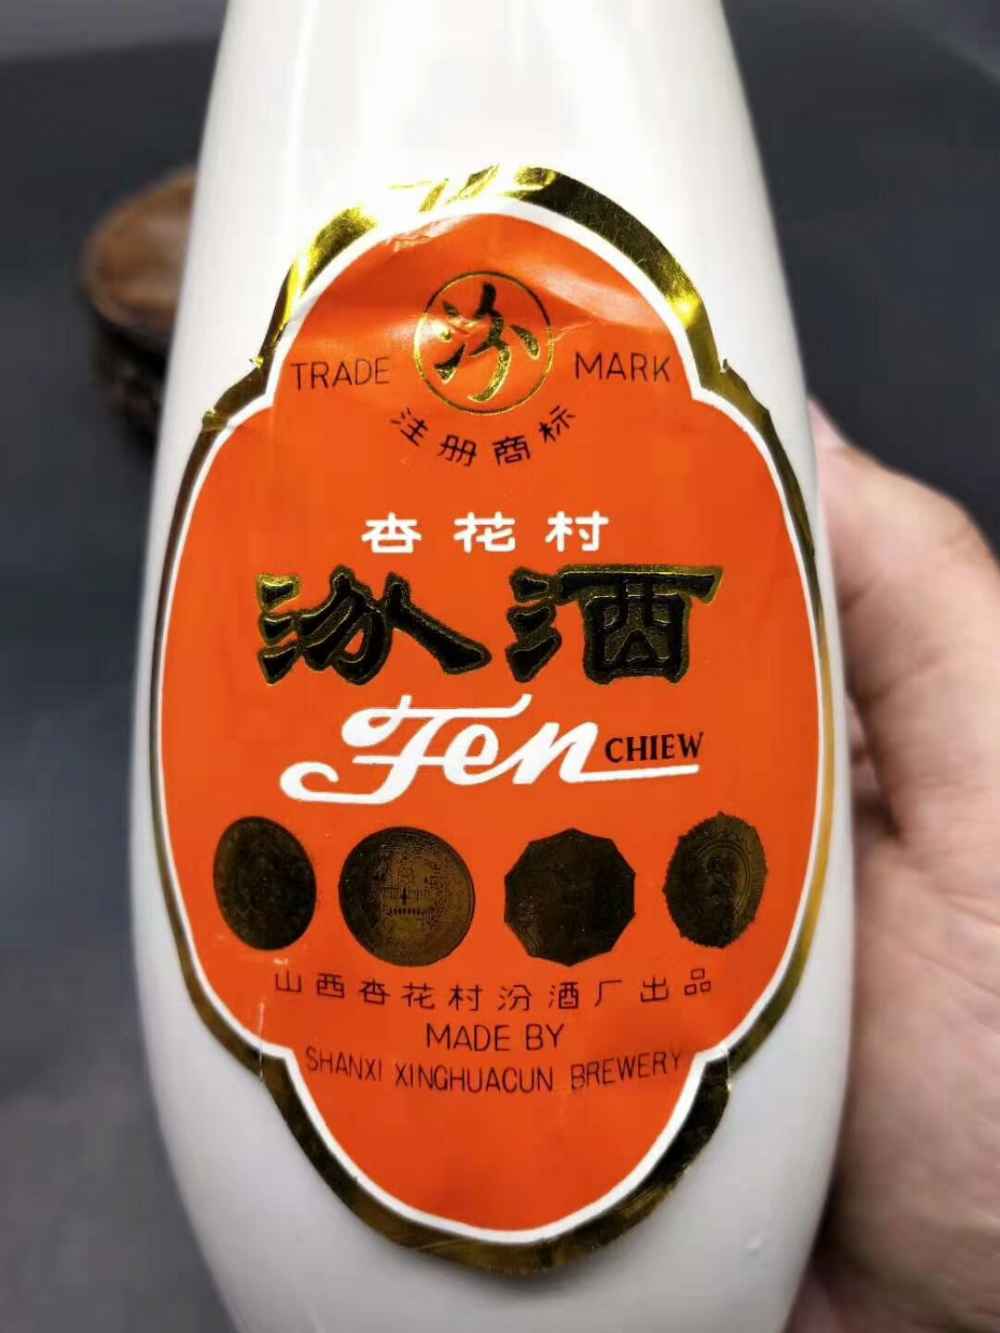 汾
TRADE MARK
注册商标
杏花村
汾酒
Fen CHIEW
山西杏花村汾酒厂出品
MADE BY
SHANXI XINGHUACUN BREWERY